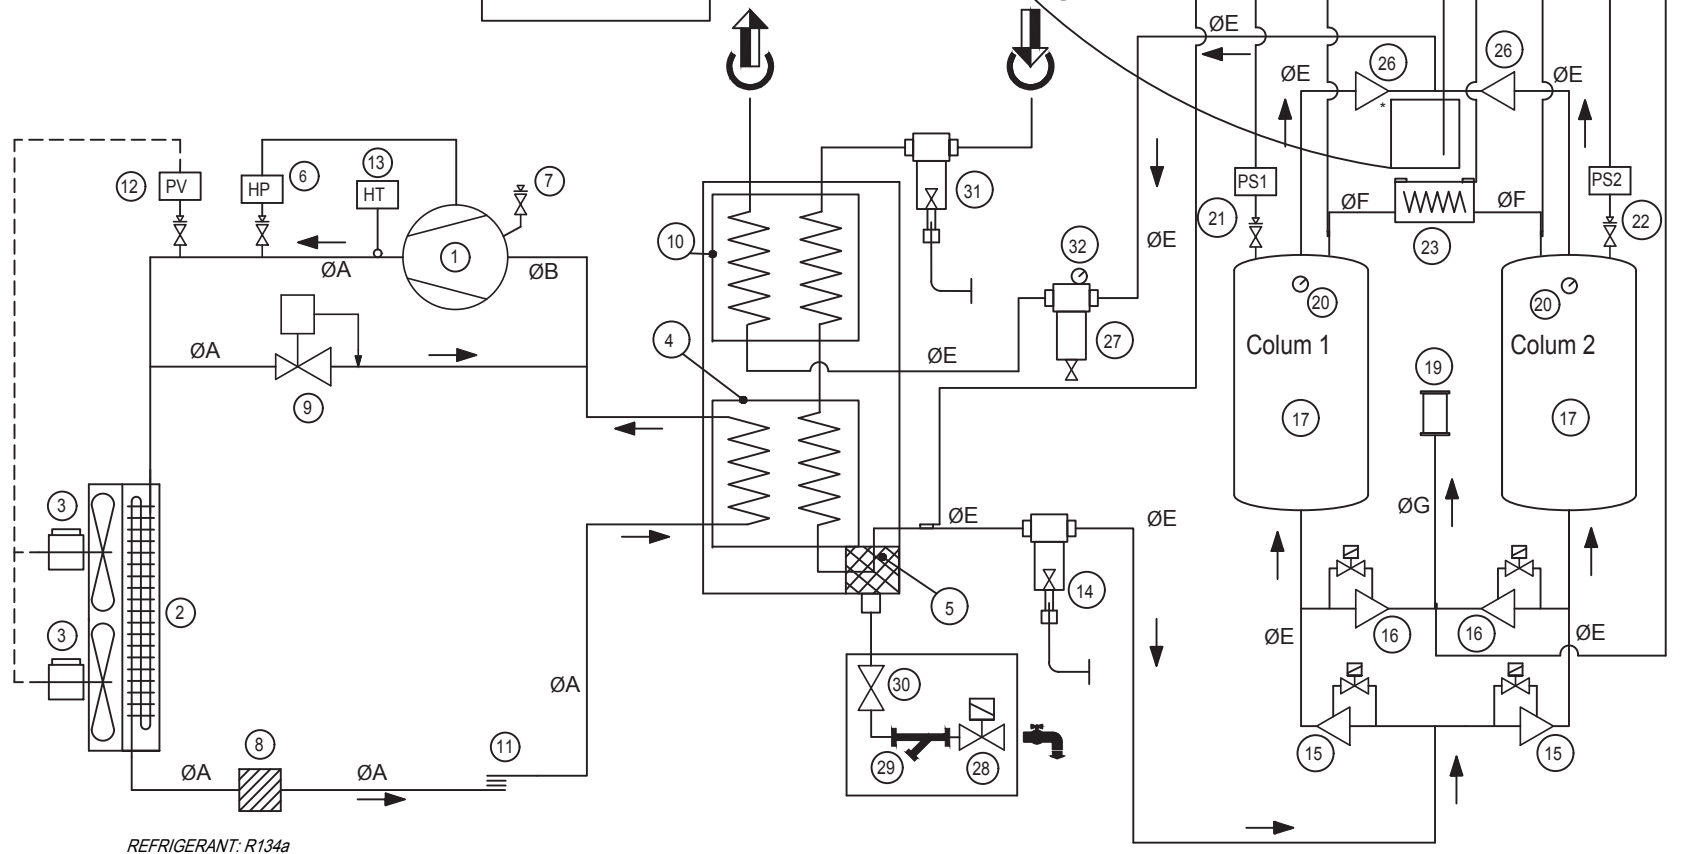 ØE
26
26
ØE
ØE
*
13
6
7
12
PV
HP
HT
31
PS1
PS2
ØF
ØF
21
22
10
1
ØE
32
23
ØA
ØB
20
20
4
27
ØA
ØE
Colum 1
Colum 2
19
9
17
17
3
ØE
ØE
ØG
14
2
5
3
16
16
ØE
ØE
30
ØA
8
11
29
28
15
15
ØA
ØA
REFRIGERANT: R134a